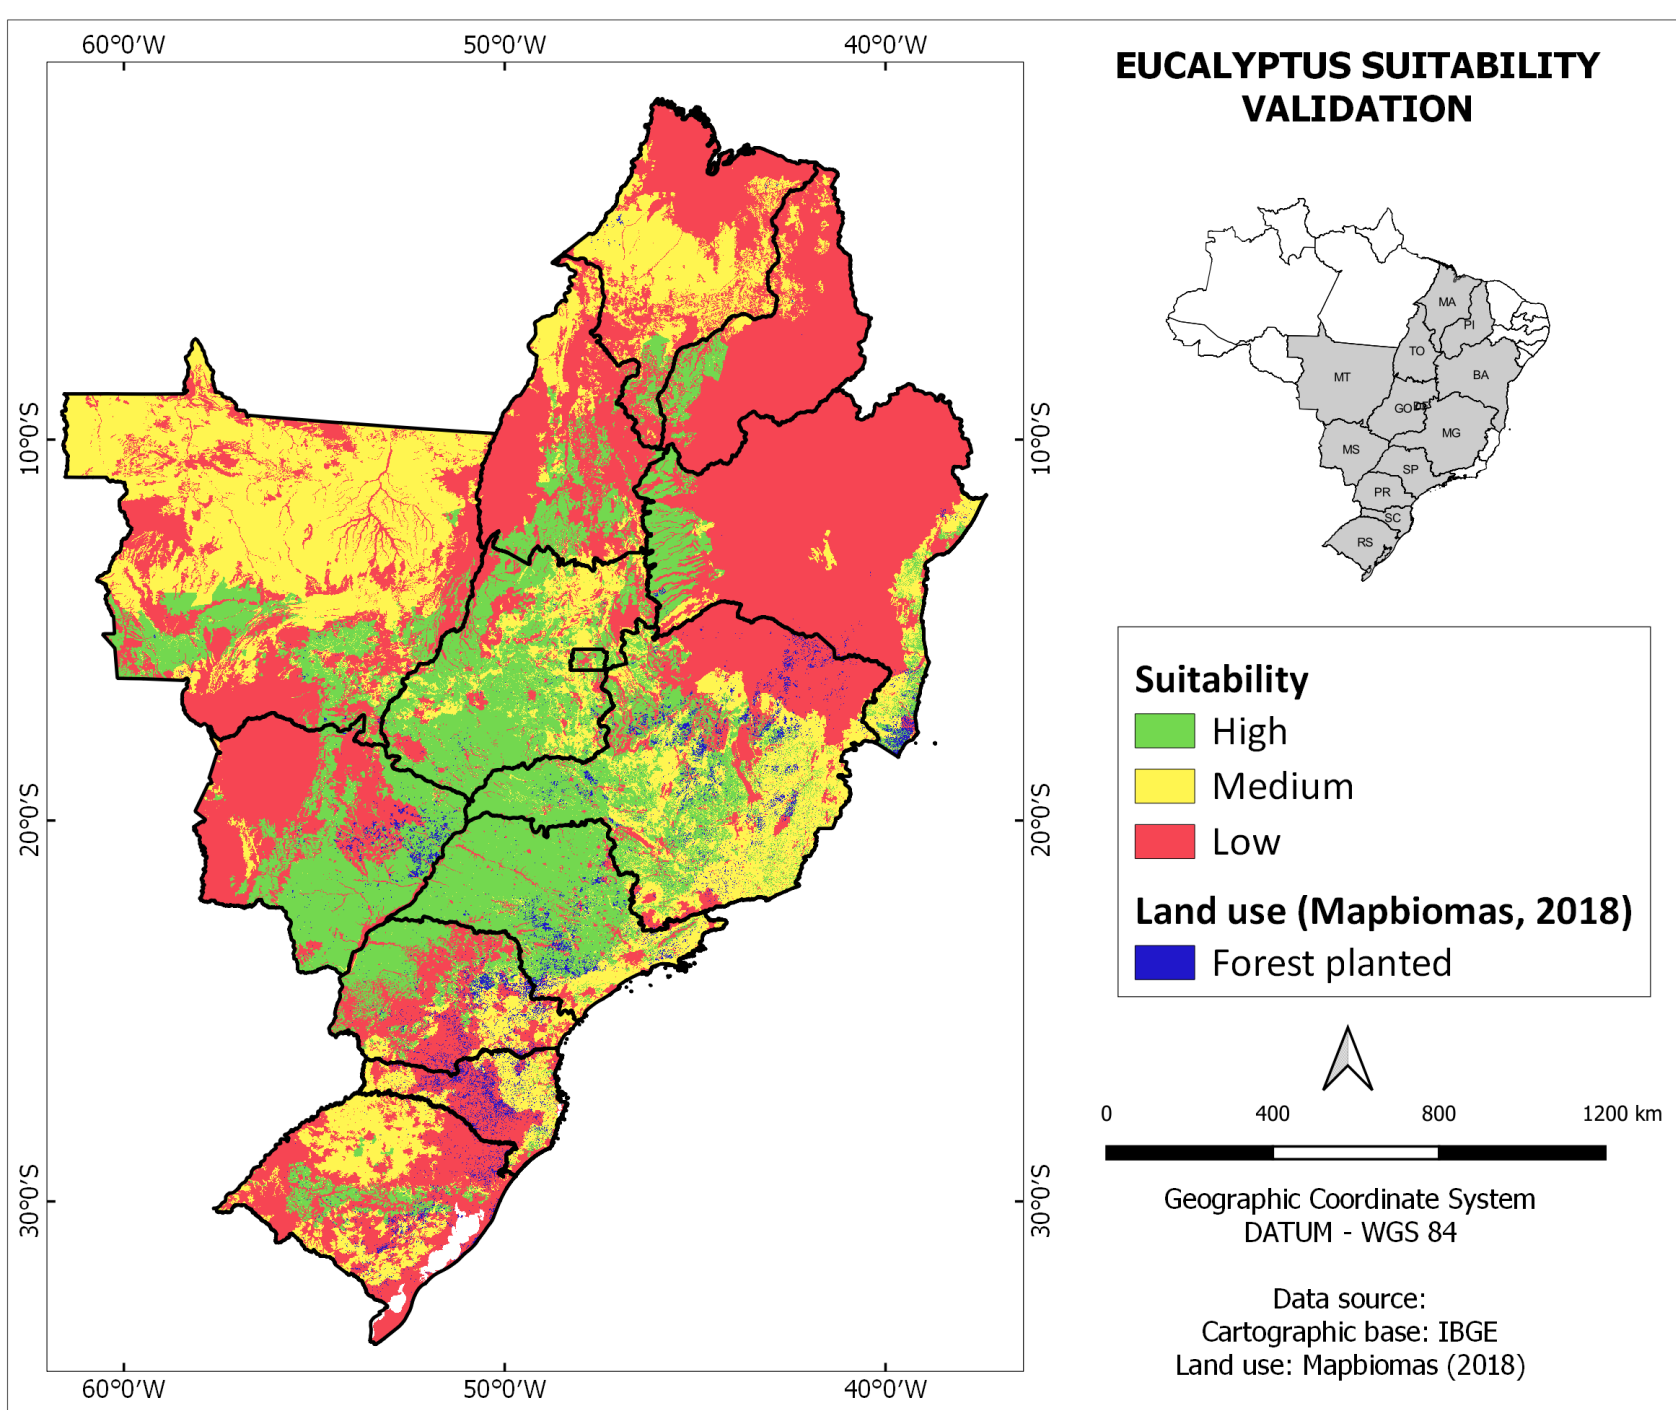 60°0'W 50°0'W 40°0'W
10°0'S
20°0'S
30°0'S
10°0'S
20°0'S
30°0'S
60°0'W 50°0'W 40°0'W
EUCALYPTUS SUITABILITY
VALIDATION
MA
PI
TO
MT
BA
GO
DF
MG
MS
SP
PR
SC
RS
Suitability
High
Medium
Low
Land use (Mapbiomas, 2018)
Forest planted
0 400 800 1200 km
Geographic Coordinate System
DATUM - WGS 84
Data source:
Cartographic base: IBGE
Land use: Mapbiomas (2018)